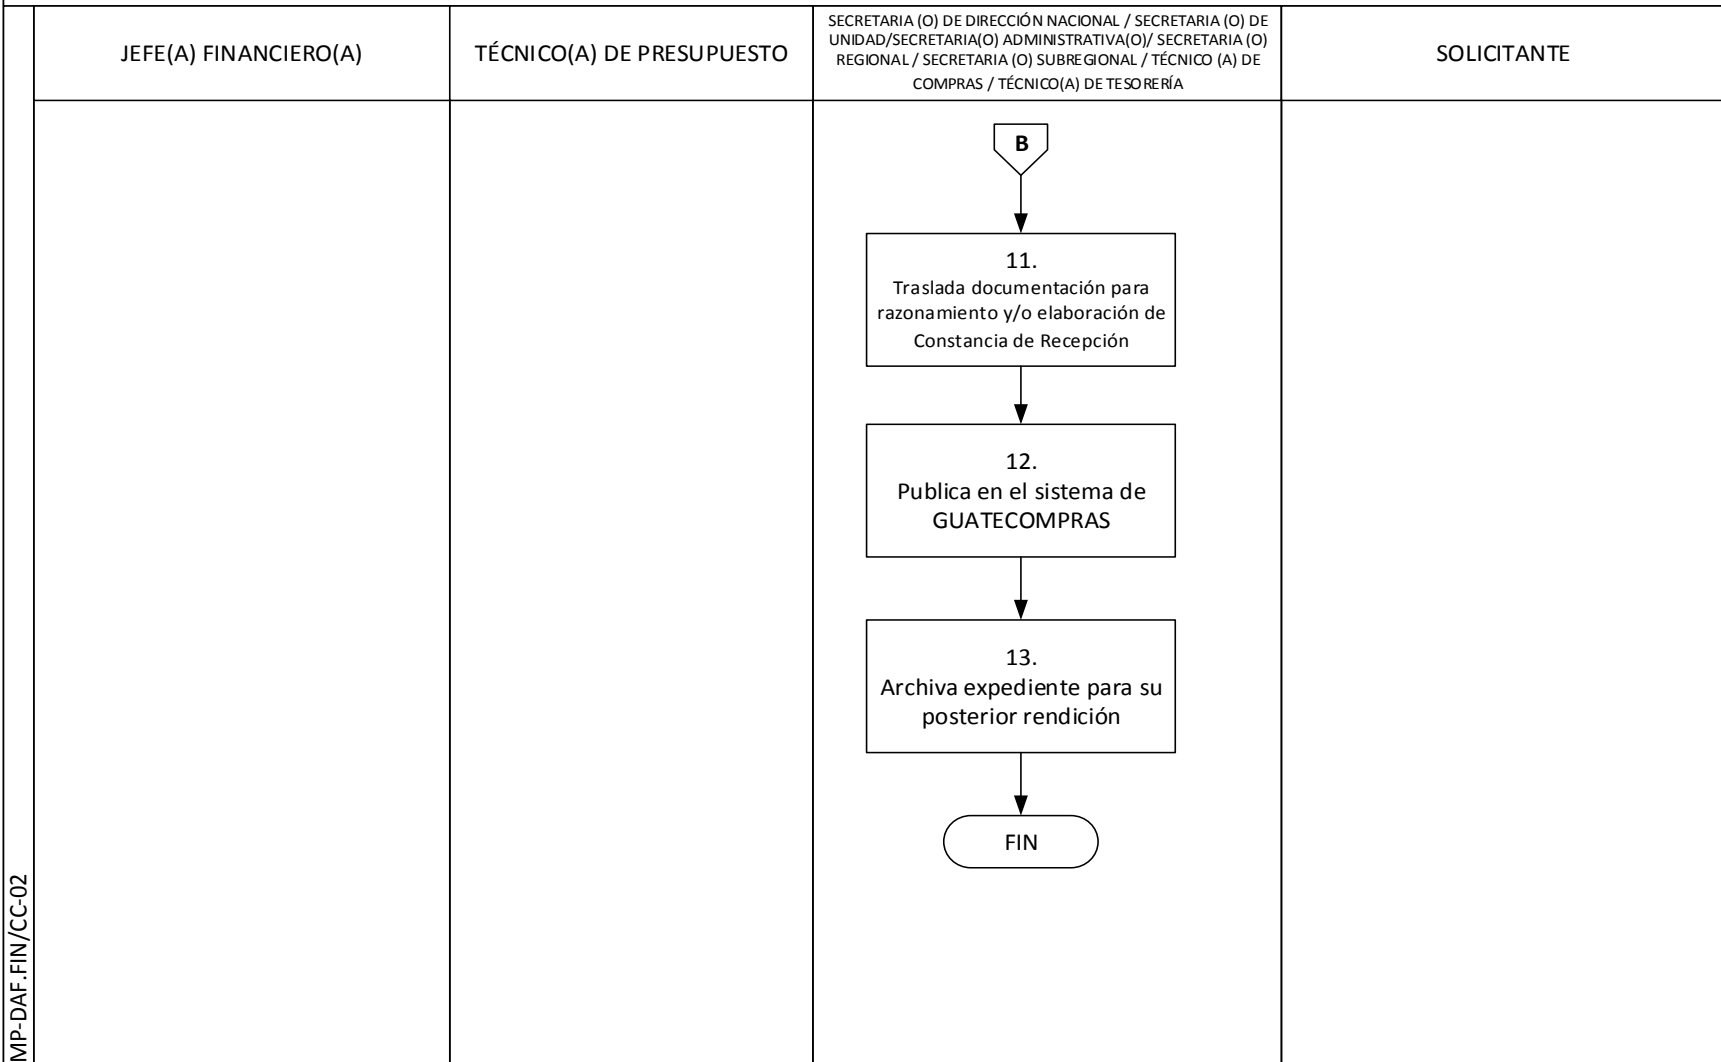 JEFE(A) FINANCIERO(A)
TÉCNICO(A) DE PRESUPUESTO
SECRETARIA (O) DE DIRECCIÓN NACIONAL / SECRETARIA (O) DE
UNIDAD/SECRETARIA(O) ADMINISTRATIVA(O)/ SECRETARIA (O)
REGIONAL / SECRETARIA (O) SUBREGIONAL / TÉCNICO (A) DE
COMPRAS / TÉCNICO(A) DE TESORERÍA
SOLICITANTE
B
11.
Traslada documentación para
razonamiento y/o elaboración de
Constancia de Recepción
12.
Publica en el sistema de
GUATECOMPRAS
13.
Archiva expediente para su
posterior rendición
FIN
MP-DAF.FIN/CC-02